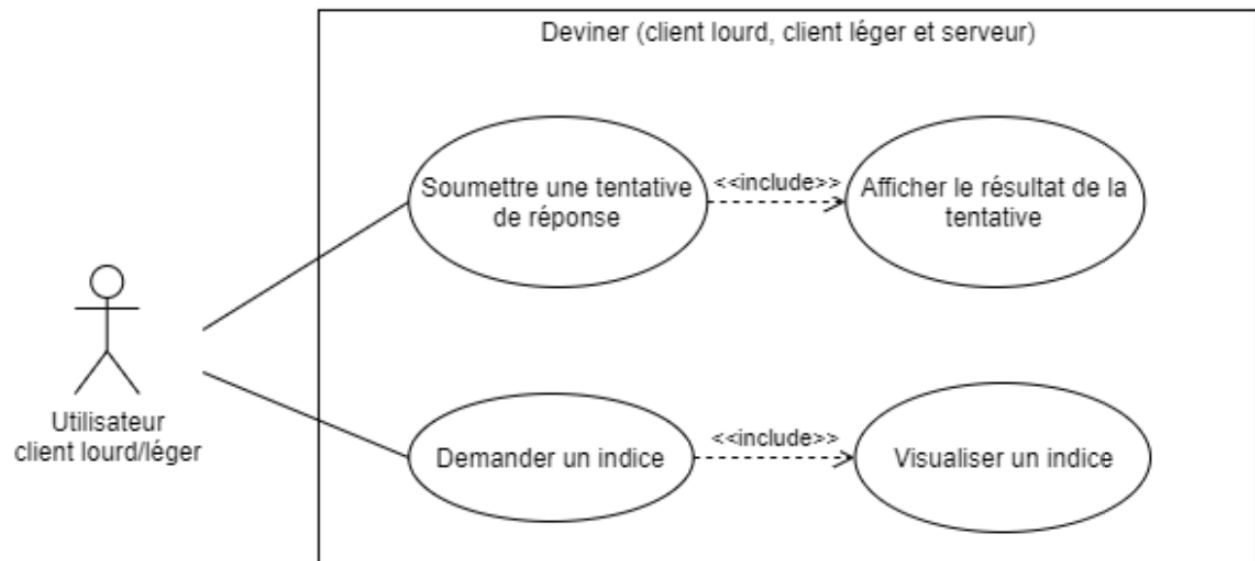 Deviner (client lourd, client léger et serveur)
Soumettre une tentative
de réponse
<<include>>
Afficher le résultat de la
tentative
Utilisateur
client lourd/léger
Demander un indice
<<include>>
Visualiser un indice